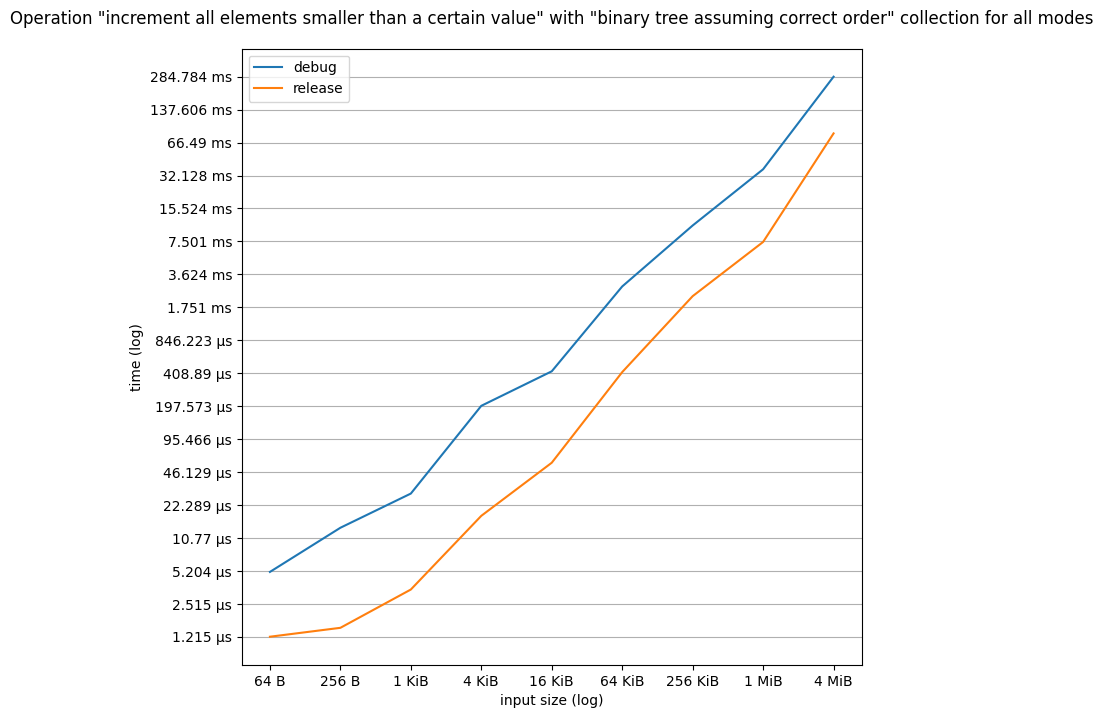 Operation "increment all elements smaller than a certain value" with "binary tree assuming correct order" collection for all modes
debug
release
time (log)
284.784 ms
137.606 ms
66.49 ms
32.128 ms
15.524 ms
7.501 ms
3.624 ms
1.751 ms
846.223 µs
408.89 µs
197.573 µs
95.466 µs
46.129 µs
22.289 µs
10.77 µs
5.204 µs
2.515 µs
1.215 µs
64 B
256 B
1 KiB
4 KiB
16 KiB
64 KiB
256 KiB
1 MiB
4 MiB
input size (log)